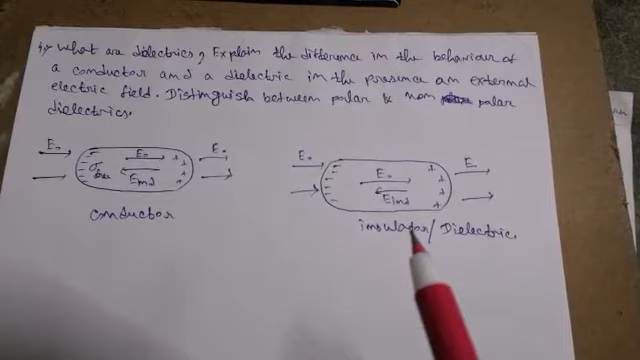 4) What are dielectrics, Explain the difference in the behaviour of
a conductor and a dielectric in the presence an external
electric field. Distinguish between polar & non polar
dielectrics.
E₀ E₀ E₀
Eind
conductor
E₀ E₀ E₀
Eind
insulator/ Dielectric